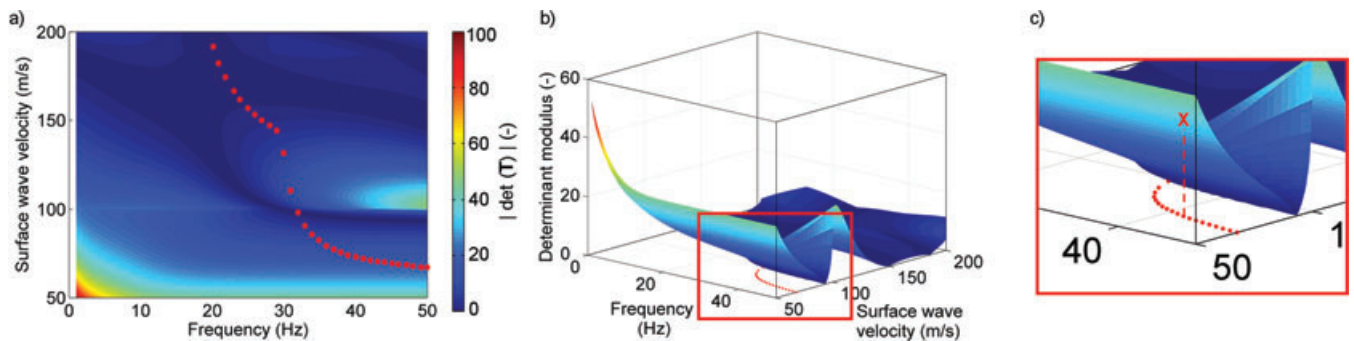 a)
Surface wave velocity (m/s)
200
150
100
50
0
10
20
30
40
50
Frequency (Hz)
100
80
60
40
20
0
| det (T) | (-)
b)
Determinant modulus (-)
60
40
20
0
0
20
40
50
Frequency
(Hz)
100
150
200
Surface wave
velocity (m/s)
c)
X
40
50
1